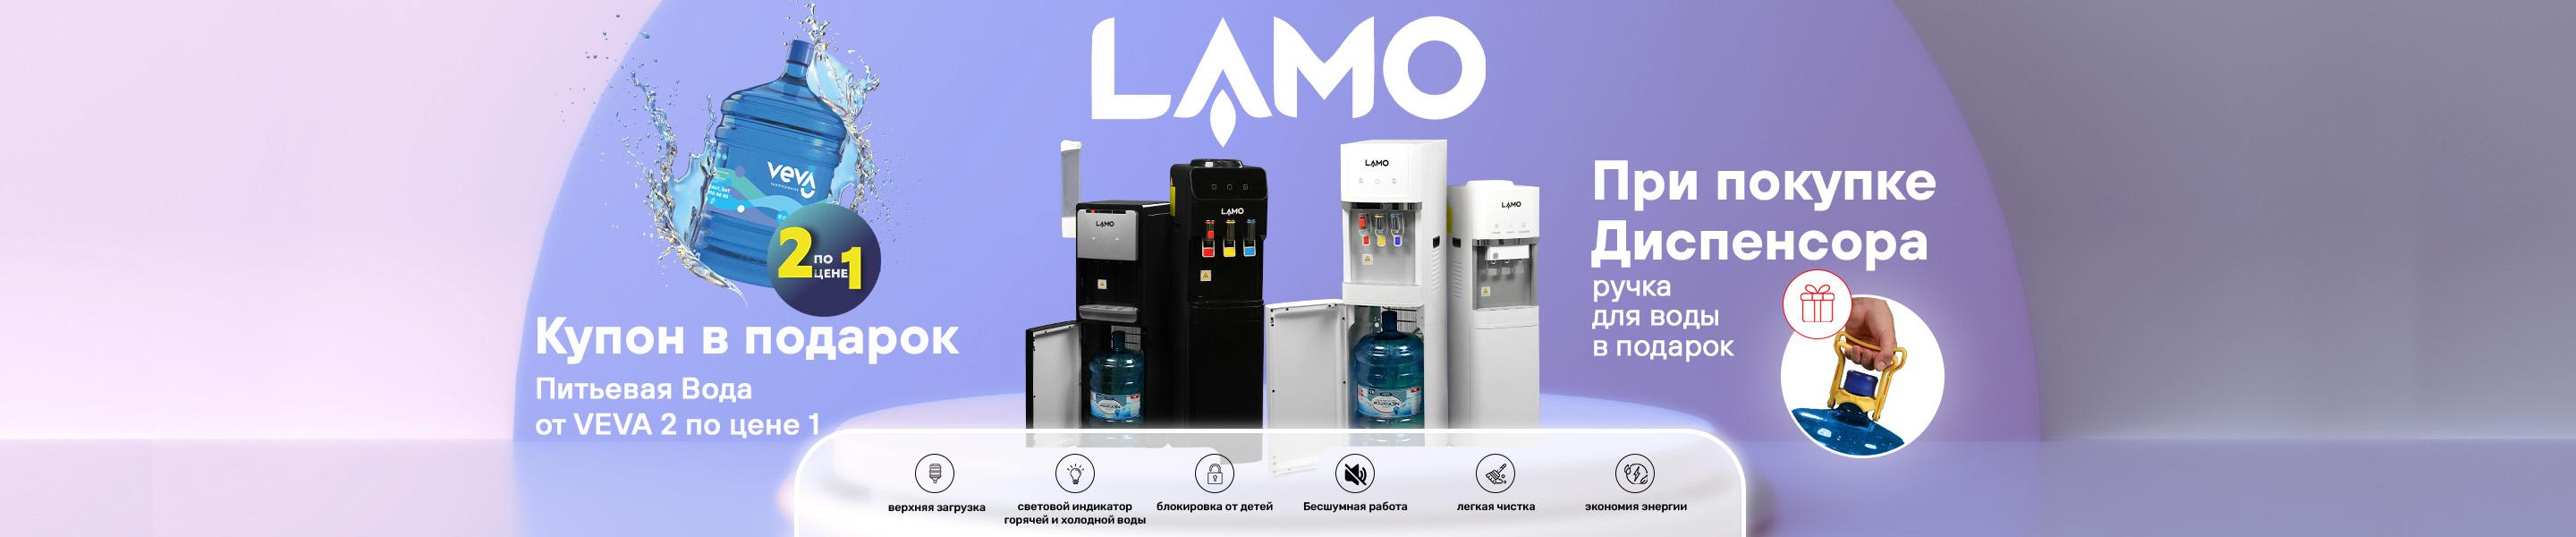 LAMO
veva
2 ПО ЦЕНЕ 1
Купон в подарок
Питьевая Вода
от VEVA 2 по цене 1
LAMO
LAMO
LAMO
LAMO
При покупке
Диспенсора
ручка
для воды
в подарок
верхняя загрузка
световой индикатор
горячей и холодной воды
блокировка от детей
Бесшумная работа
легкая чистка
экономия энергии